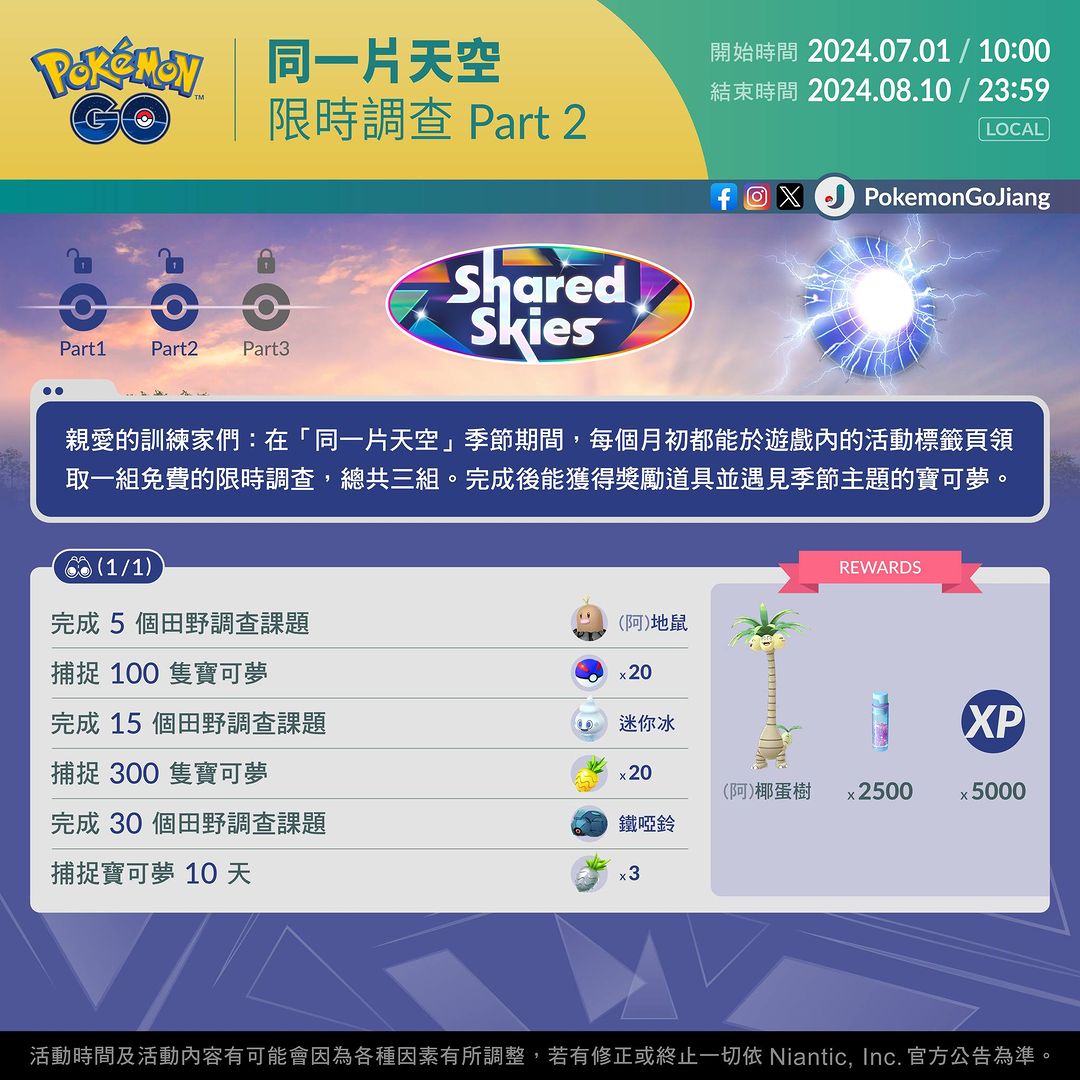 POKÉMON GO TM
同一片天空
限時調查 Part 2
開始時間 2024.07.01 / 10:00
結束時間 2024.08.10 / 23:59
LOCAL
PokemonGoJiang
Part1 Part2 Part3
Shared
Skies
親愛的訓練家們：在「同一片天空」季節期間，每個月初都能於遊戲內的活動標籤頁領
取一組免費的限時調查，總共三組。完成後能獲得獎勵道具並遇見季節主題的寶可夢。
(1/1)
完成 5 個田野調查課題 (阿)地鼠
捕捉 100 隻寶可夢 x20
完成 15 個田野調查課題 迷你冰
捕捉 300 隻寶可夢 x20
完成 30 個田野調查課題 鐵啞鈴
捕捉寶可夢 10 天 x3
REWARDS
XP
(阿)椰蛋樹 x2500 x5000
活動時間及活動內容有可能會因為各種因素有所調整，若有修正或終止一切依 Niantic, Inc. 官方公告為準。